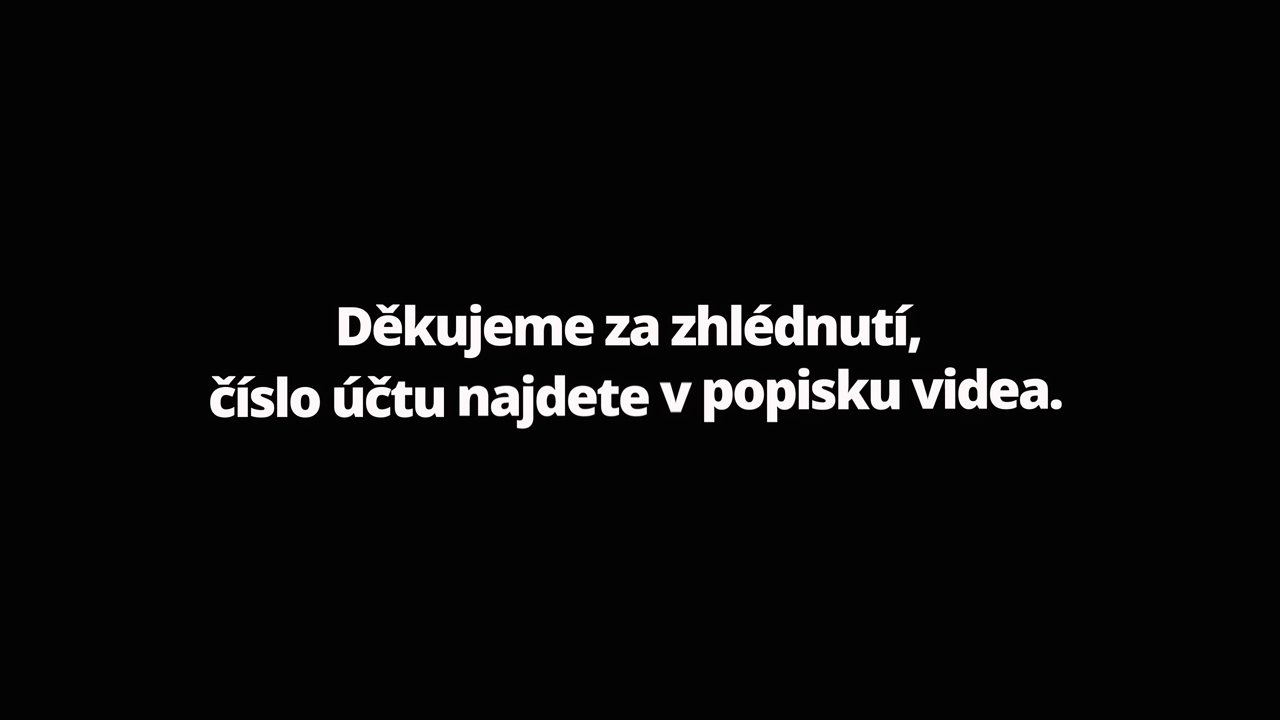 Děkujeme za zhlédnutí,
číslo účtu najdete v popisku videa.